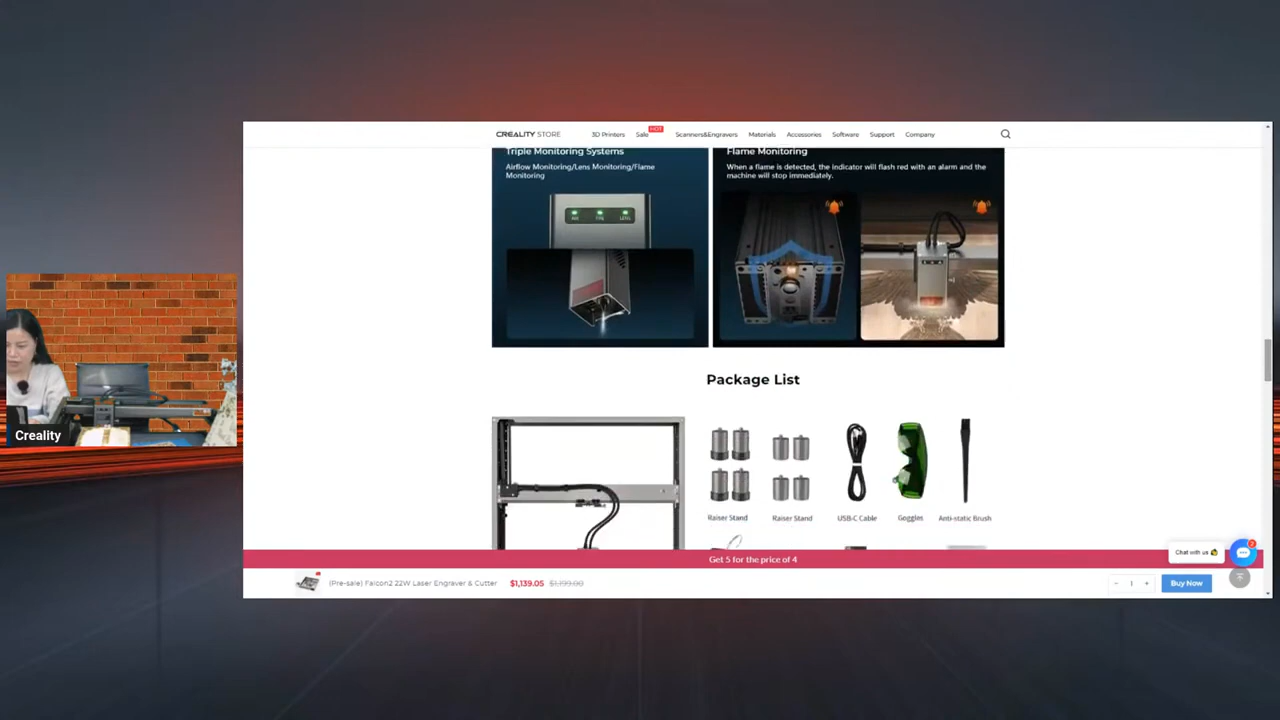 CREALITY STORE
3D Printers
Sale
HOT
Scanners&Engravers
Materials
Accessories
Software
Support
Company
Triple Monitoring Systems
Airflow Monitoring/Lens Monitoring/Flame
Monitoring
Flame Monitoring
When a flame is detected, the indicator will flash red with an alarm and the
machine will stop immediately.
Package List
Raiser Stand
Raiser Stand
USB-C Cable
Goggles
Anti-static Brush
Creality
Chat with us
2
Get 5 for the price of 4
(Pre-sale) Falcon2 22W Laser Engraver & Cutter
$1,139.05 $1,199.00
− 1 +
Buy Now